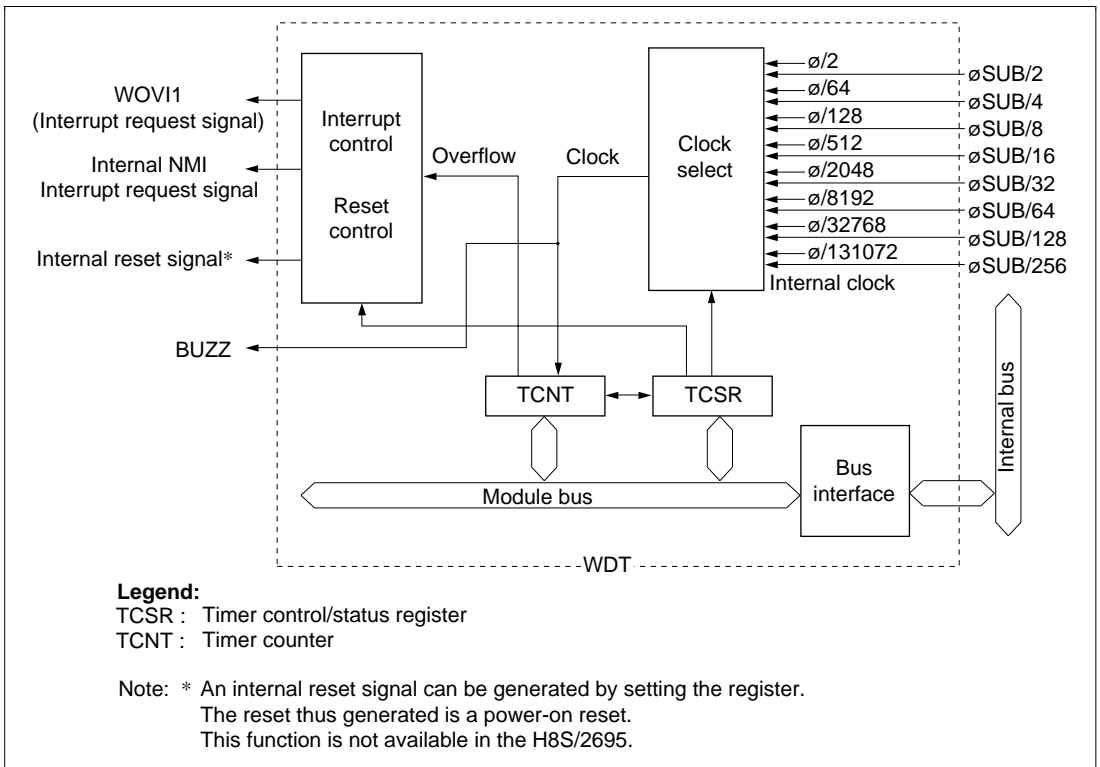 WOVI1
(Interrupt request signal)
Internal NMI
Interrupt request signal
Internal reset signal*
BUZZ
Interrupt
control
Reset
control
Overflow
Clock
Clock
select
ø/2
ø/64
ø/128
ø/512
ø/2048
ø/8192
ø/32768
ø/131072
Internal clock
øSUB/2
øSUB/4
øSUB/8
øSUB/16
øSUB/32
øSUB/64
øSUB/128
øSUB/256
TCNT
TCSR
Module bus
Bus
interface
Internal bus
WDT
Legend:
TCSR : Timer control/status register
TCNT : Timer counter
Note: * An internal reset signal can be generated by setting the register.
The reset thus generated is a power-on reset.
This function is not available in the H8S/2695.